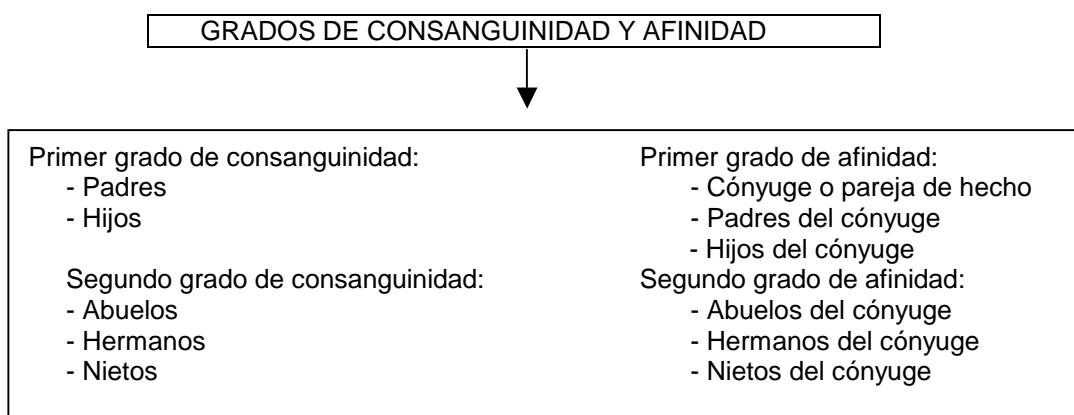 GRADOS DE CONSANGUINIDAD Y AFINIDAD
Primer grado de consanguinidad:
- Padres
- Hijos
Segundo grado de consanguinidad:
- Abuelos
- Hermanos
- Nietos
Primer grado de afinidad:
- Cónyuge o pareja de hecho
- Padres del cónyuge
- Hijos del cónyuge
Segundo grado de afinidad:
- Abuelos del cónyuge
- Hermanos del cónyuge
- Nietos del cónyuge